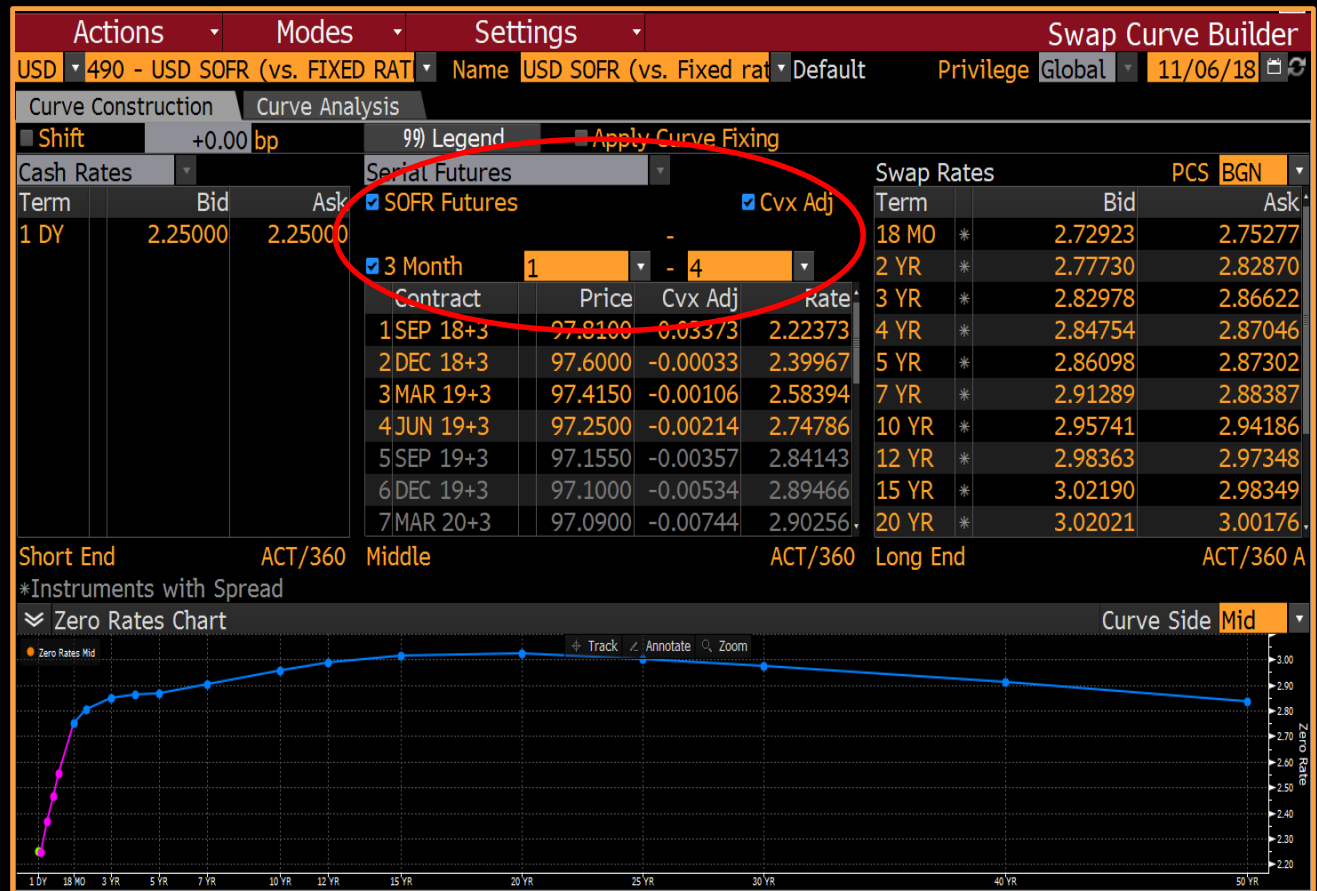 Actions Modes Settings Swap Curve Builder
USD 490 - USD SOFR (vs. FIXED RAT Name USD SOFR (vs. Fixed rat Default Privilege Global 11/06/18
Curve Construction Curve Analysis
Shift +0.00 bp 99) Legend Apply Curve Fixing
Cash Rates Serial Futures Swap Rates PCS BGN
Term Bid Ask SOFR Futures Cvx Adj Term Bid Ask
1 DY 2.25000 2.25000 - 18 MO * 2.72923 2.75277
3 Month 1 - 4 2 YR * 2.77730 2.82870
Contract Price Cvx Adj Rate 3 YR * 2.82978 2.86622
1 SEP 18+3 97.8100 -0.03373 2.22373 4 YR * 2.84754 2.87046
2 DEC 18+3 97.6000 -0.00033 2.39967 5 YR * 2.86098 2.87302
3 MAR 19+3 97.4150 -0.00106 2.58394 7 YR * 2.91289 2.88387
4 JUN 19+3 97.2500 -0.00214 2.74786 10 YR * 2.95741 2.94186
5 SEP 19+3 97.1550 -0.00357 2.84143 12 YR * 2.98363 2.97348
6 DEC 19+3 97.1000 -0.00534 2.89466 15 YR * 3.02190 2.98349
7 MAR 20+3 97.0900 -0.00744 2.90256 20 YR * 3.02021 3.00176
Short End ACT/360 Middle ACT/360 Long End ACT/360 A
*Instruments with Spread
Zero Rates Chart Curve Side Mid
Zero Rates Mid Track Annotate Zoom
3.00
2.90
2.80
2.70
2.60
2.50
2.40
2.30
2.20
Zero Rate
1 DY 18 MO 3 YR 5 YR 7 YR 10 YR 12 YR 15 YR 20 YR 25 YR 30 YR 40 YR 50 YR